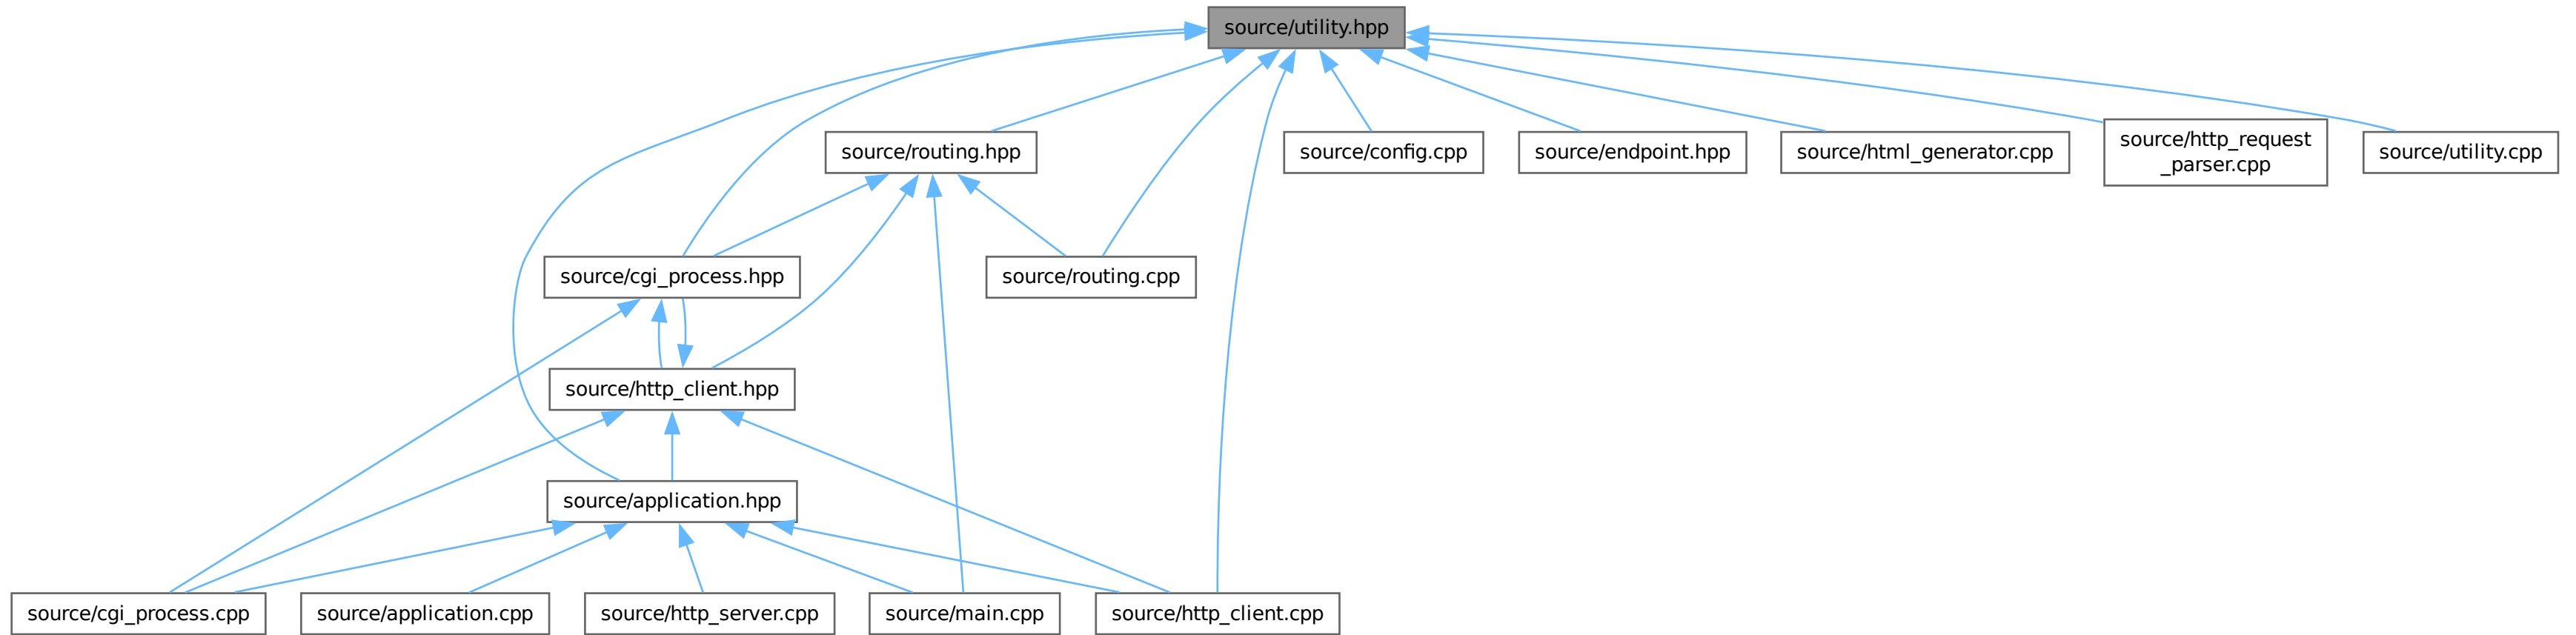 source/utility.hpp
source/routing.hpp
source/config.cpp
source/endpoint.hpp
source/html_generator.cpp
source/http_request
_parser.cpp
source/utility.cpp
source/cgi_process.hpp
source/routing.cpp
source/http_client.hpp
source/application.hpp
source/cgi_process.cpp
source/application.cpp
source/http_server.cpp
source/main.cpp
source/http_client.cpp